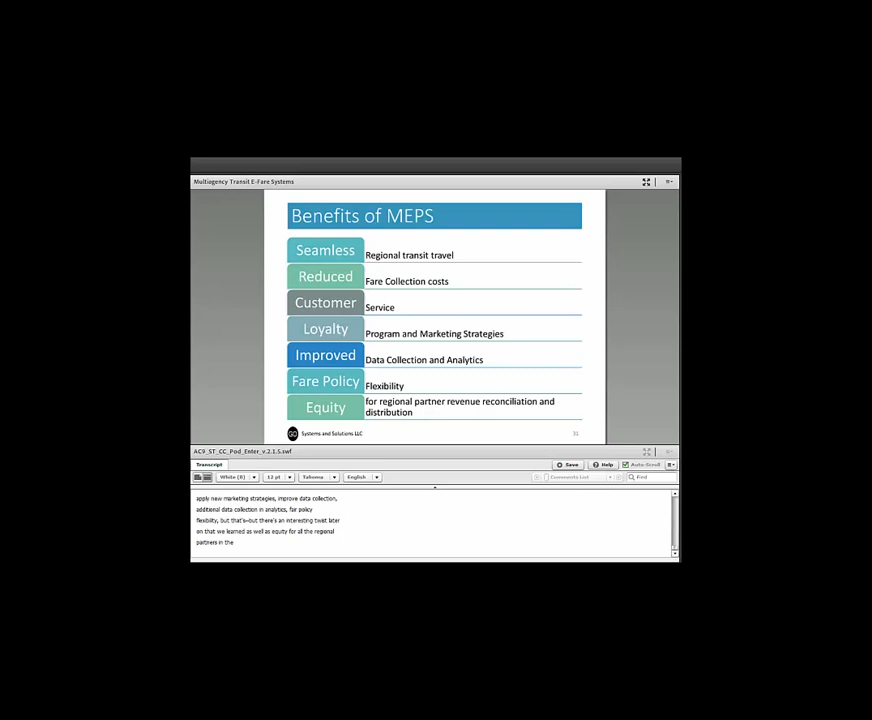 Multiagency Transit E-Fare Systems
Benefits of MEPS
Seamless Regional transit travel
Reduced Fare Collection costs
Customer Service
Loyalty Program and Marketing Strategies
Improved Data Collection and Analytics
Fare Policy Flexibility
Equity for regional partner revenue reconciliation and
distribution
GO Systems and Solutions LLC 31
AC9_ST_CC_Pod_Enter_v.2.1.5.swf
Transcript Save Help Auto-Scroll
White (B) 12 pt Tahoma English Comments List Find
apply new marketing strategies, improve data collection,
additional data collection in analytics, far policy
flexibility, but that's--but there's an interesting twist later
on that we learned as well as equity for all the regional
partners in the